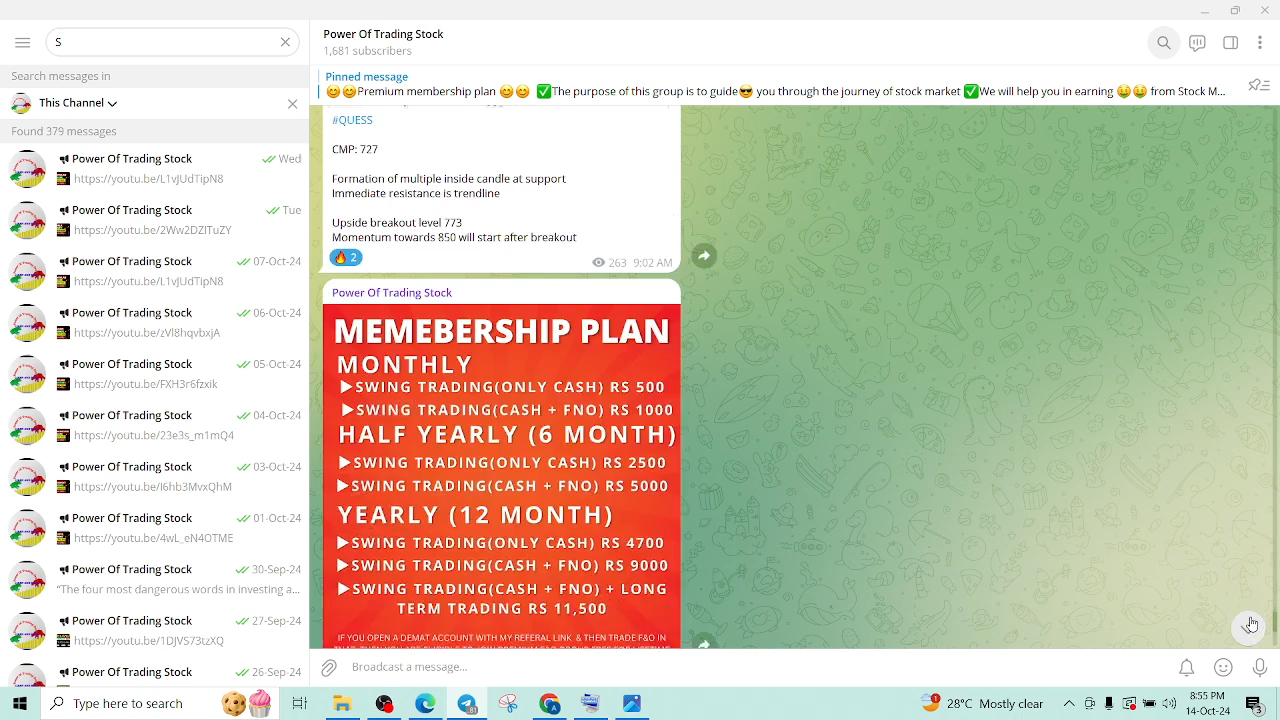 S
Search messages in
This Channel
Found 379 messages
Power Of Trading Stock
Wed
https://youtu.be/L1vJUdTipN8
Power Of Trading Stock
Tue
https://youtu.be/2Ww2DZlTuZY
Power Of Trading Stock
07-Oct-24
https://youtu.be/L1vJUdTipN8
Power Of Trading Stock
06-Oct-24
https://youtu.be/zVl8hqvbxjA
Power Of Trading Stock
05-Oct-24
https://youtu.be/FXH3r6fzxik
Power Of Trading Stock
04-Oct-24
https://youtu.be/23e3s_m1mQ4
Power Of Trading Stock
03-Oct-24
https://youtu.be/l6hb3MvxQhM
Power Of Trading Stock
01-Oct-24
https://youtu.be/4wL_eN4OTME
Power Of Trading Stock
30-Sep-24
"The four most dangerous words in investing a...
Power Of Trading Stock
27-Sep-24
https://youtu.be/1DJVS73tzXQ
Power Of Trading Stock
26-Sep-24
Power Of Trading Stock
1,681 subscribers
Pinned message
😊😊Premium membership plan 😊😊 ✅The purpose of this group is to guide😎 you through the journey of stock market ✅We will help you in earning 🤑🤑 from Stock M...
#QUESS
CMP: 727
Formation of multiple inside candle at support
Immediate resistance is trendline
Upside breakout level 773
Momentum towards 850 will start after breakout
🔥 2
263 9:02 AM
Power Of Trading Stock
MEMEBERSHIP PLAN
MONTHLY
▶SWING TRADING(ONLY CASH) RS 500
▶SWING TRADING(CASH + FNO) RS 1000
HALF YEARLY (6 MONTH)
▶SWING TRADING(ONLY CASH) RS 2500
▶SWING TRADING(CASH + FNO) RS 5000
YEARLY (12 MONTH)
▶SWING TRADING(ONLY CASH) RS 4700
▶SWING TRADING(CASH + FNO) RS 9000
▶SWING TRADING(CASH + FNO) + LONG
TERM TRADING RS 11,500
IF YOU OPEN A DEMAT ACCOUNT WITH MY REFERAL LINK & THEN TRADE F&O IN
Broadcast a message...
Type here to search
28°C Mostly clear
8:55 PM
14-Oct-24